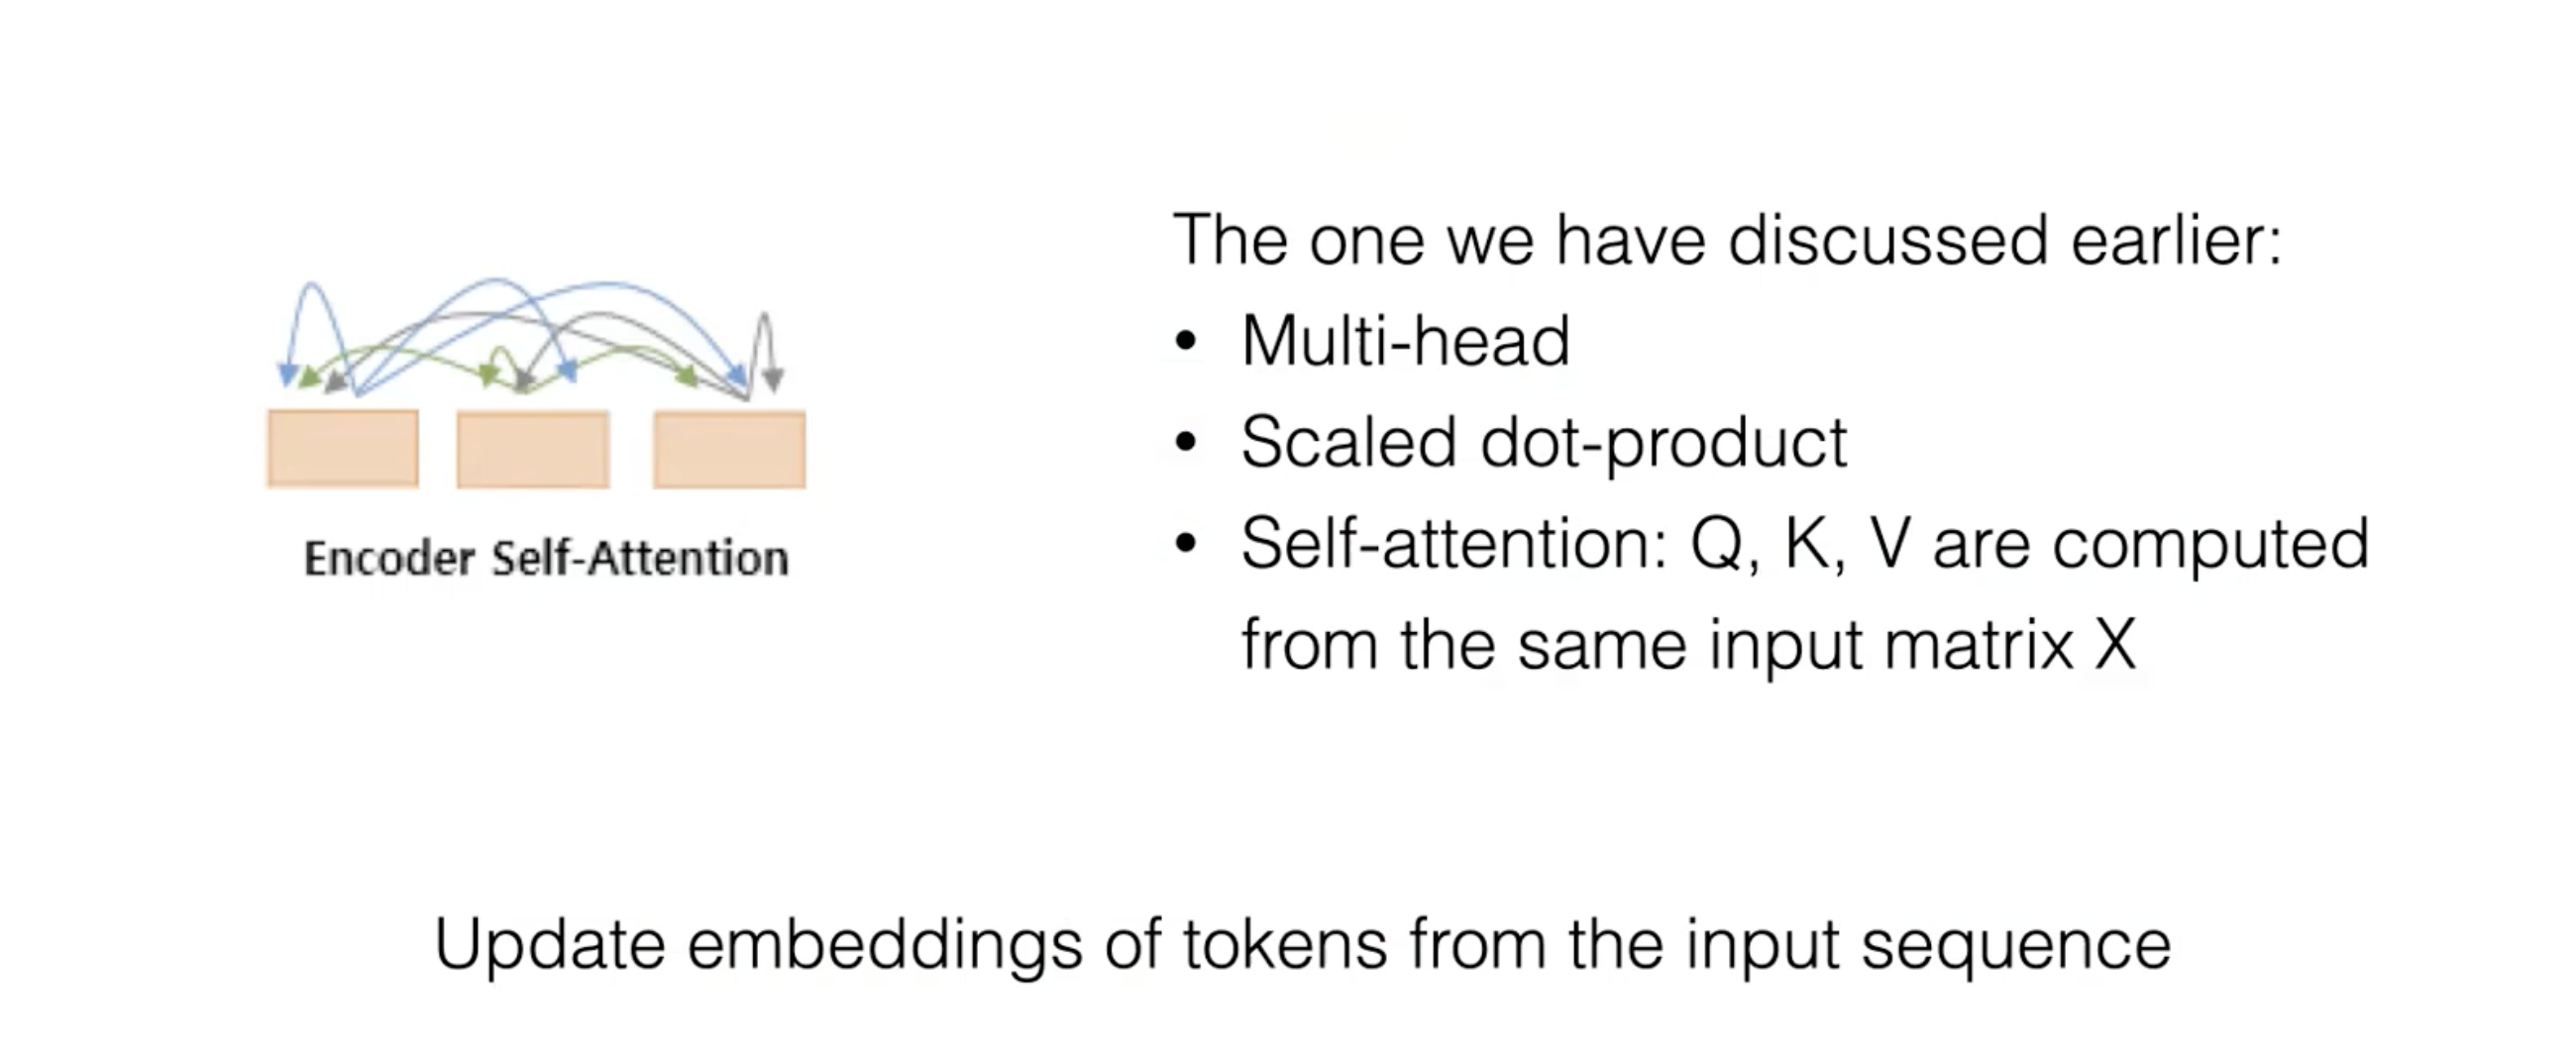 The one we have discussed earlier:
• Multi-head
• Scaled dot-product
• Self-attention: Q, K, V are computed
from the same input matrix X
Encoder Self-Attention
Update embeddings of tokens from the input sequence